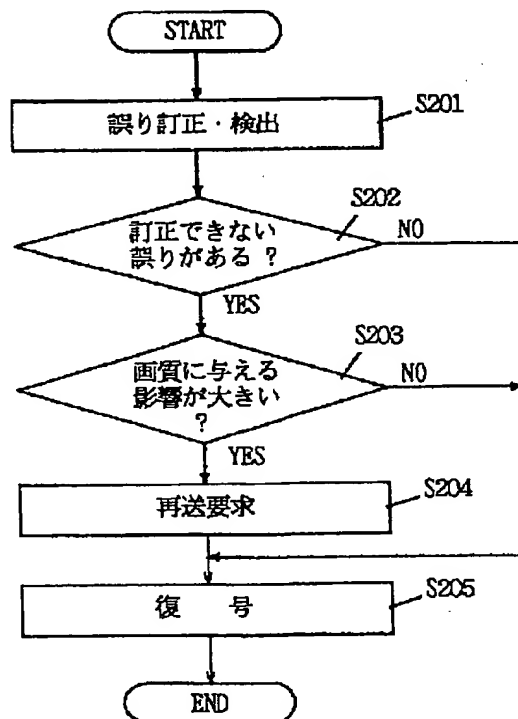 START
誤り訂正・検出
S201
訂正できない
誤りがある?
S202
NO
YES
画質に与える
影響が大きい
?
S203
NO
YES
再送要求
S204
復 号
S205
END